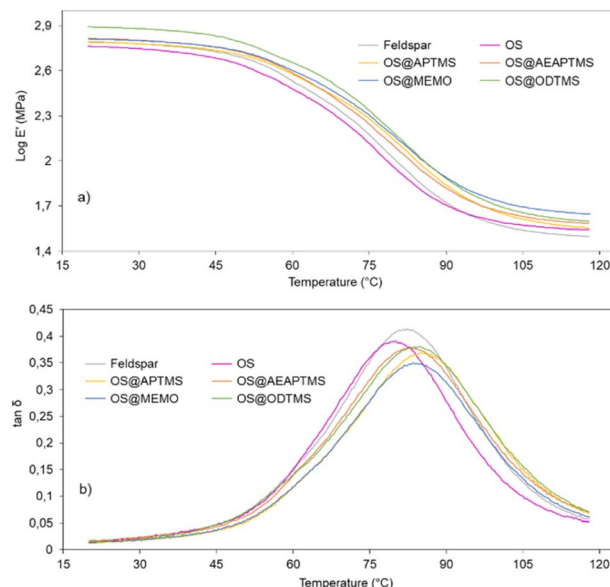 2,9
2,6
2,3
2
1,7
1,4
Log E' (MPa)
Feldspar OS
OS@APTMS OS@AEAPTMS
OS@MEMO OS@ODTMS
a)
15 30 45 60 75 90 105 120
Temperature (°C)
0,45
0,4
0,35
0,3
0,25
0,2
0,15
0,1
0,05
0
tan δ
Feldspar OS
OS@APTMS OS@AEAPTMS
OS@MEMO OS@ODTMS
b)
15 30 45 60 75 90 105 120
Temperature (°C)